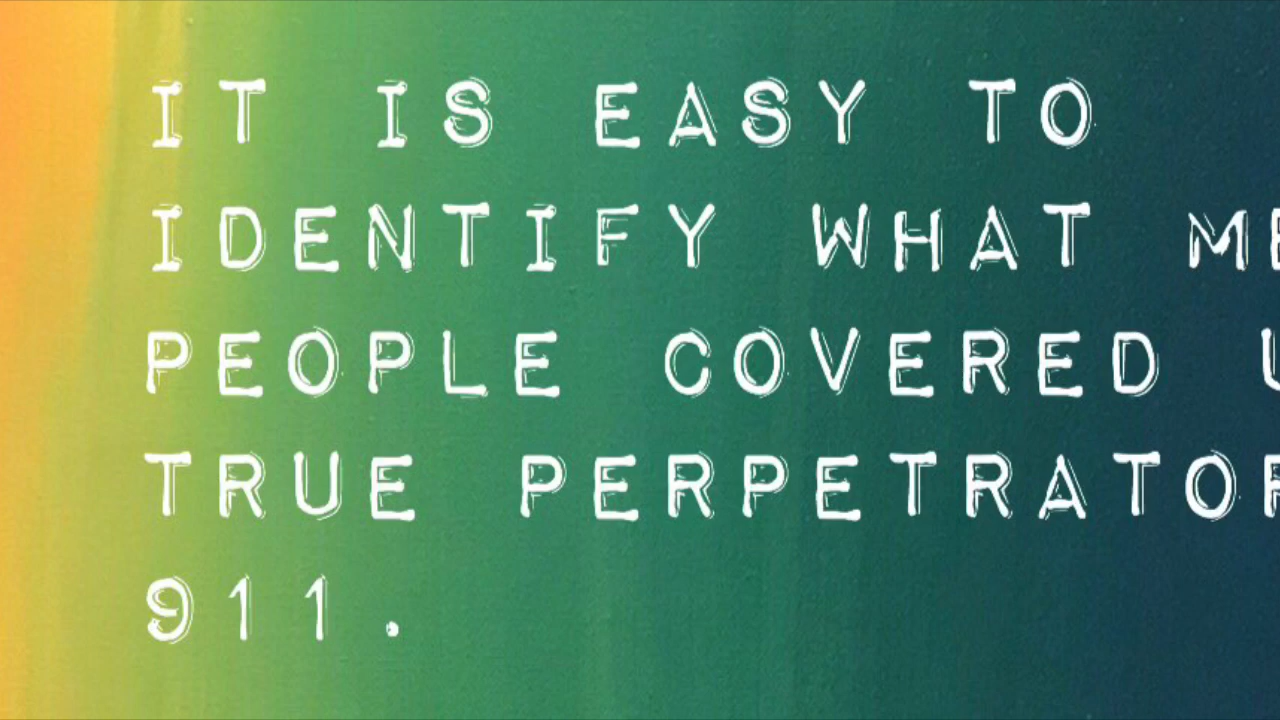 IT IS EASY TO
IDENTIFY WHAT
PEOPLE COVERED
TRUE
911.